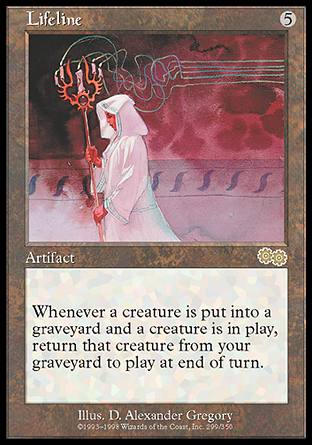 Lifeline
5
Artifact
Whenever a creature is put into a
graveyard and a creature is in play,
return that creature from your
graveyard to play at end of turn.
Illus. D. Alexander Gregory
©1993–1998 Wizards of the Coast, Inc. 299/350